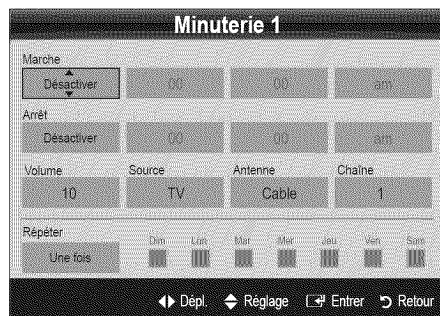 Minuterie 1
Marche
Désactiver 00 00 am
Arrêt
Désactiver 00 00 am
Volume Source Antenne Chaîne
10 TV Cable 1
Répéter
Dim Lun Mar Mer Jeu Ven Sam
Une fois
Dépl. Réglage Entrer Retour